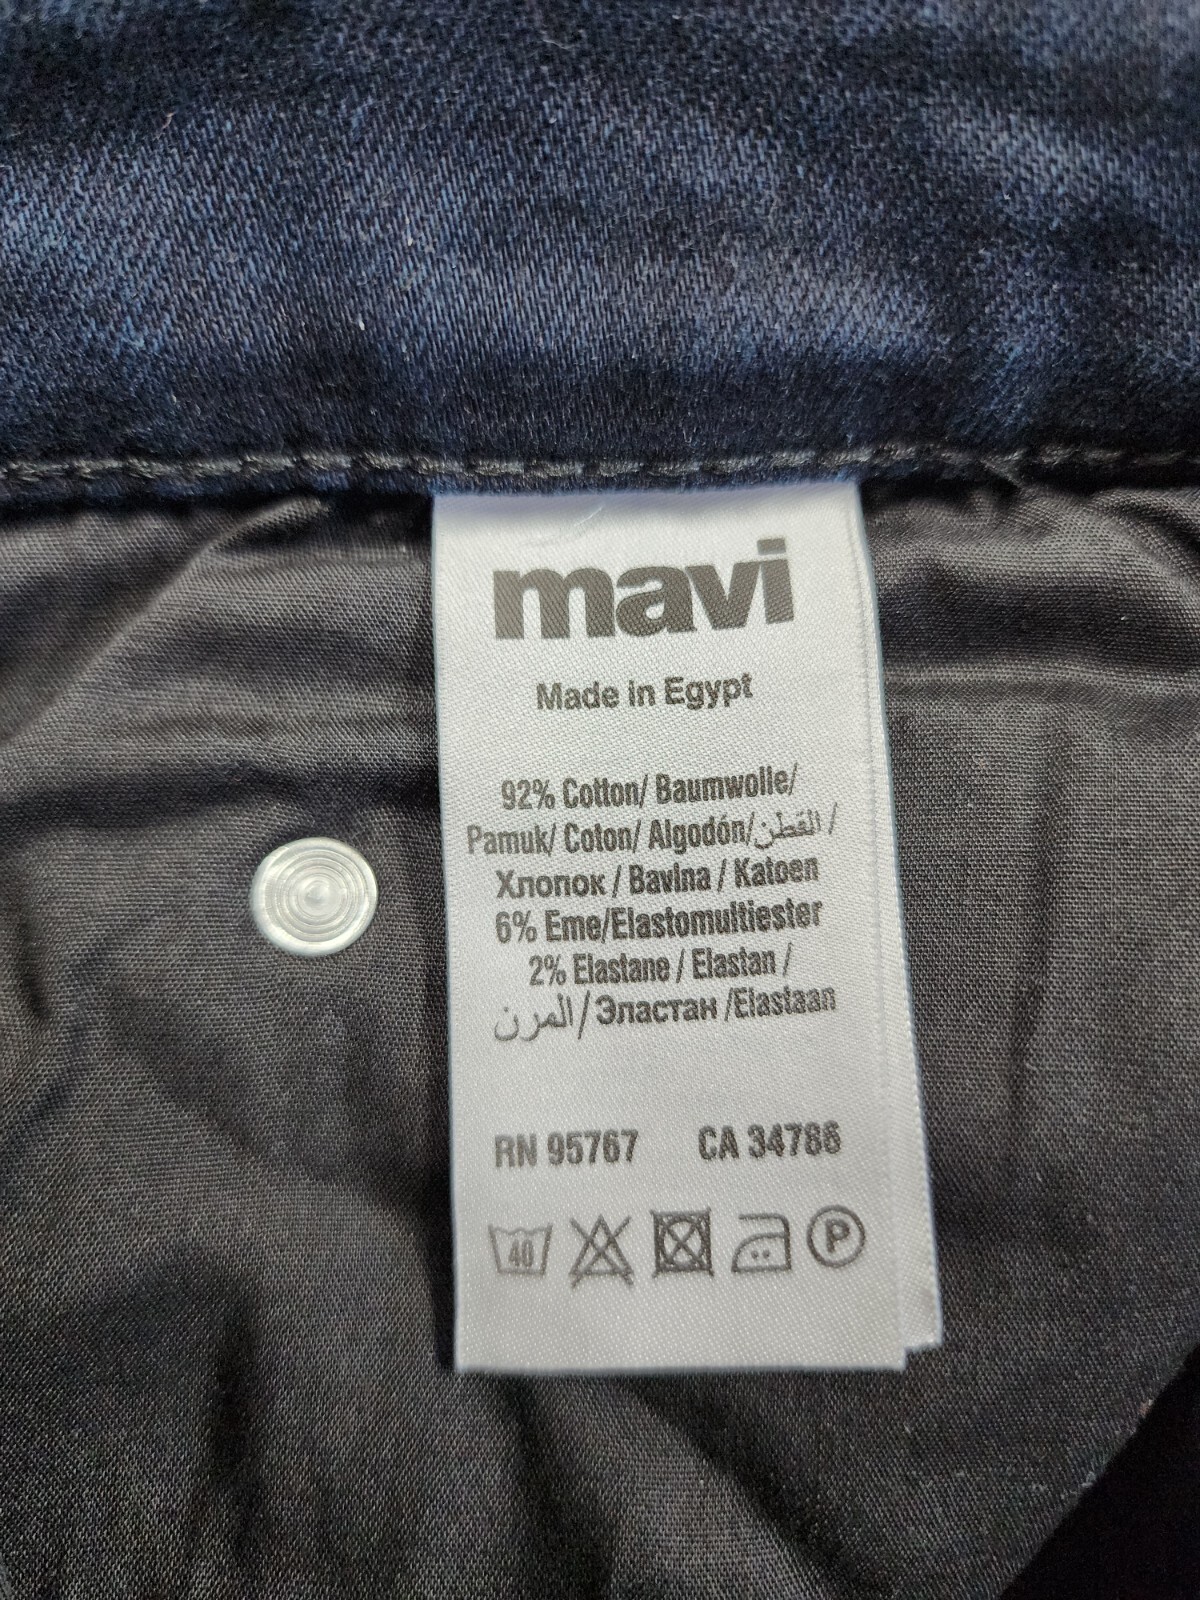 mavi
Made in Egypt
92% Cotton/ Baumwolle/
Pamuk/ Coton/ Algodón/القطن/
Хлопок / Bavlna / Katoen
6% Eme/Elastomultiester
2% Elastane / Elastan /
المرن/Эластан /Elastaan
RN 95767 CA 34786
40 P